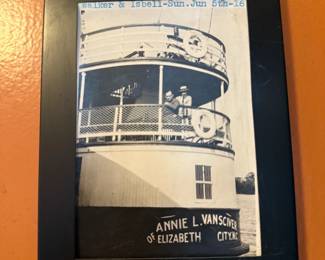 Walker & Isbell-Sun. Jun 5th-16
ANNIE L. VANSCIVER
OF ELIZABETH CITY, N.C.